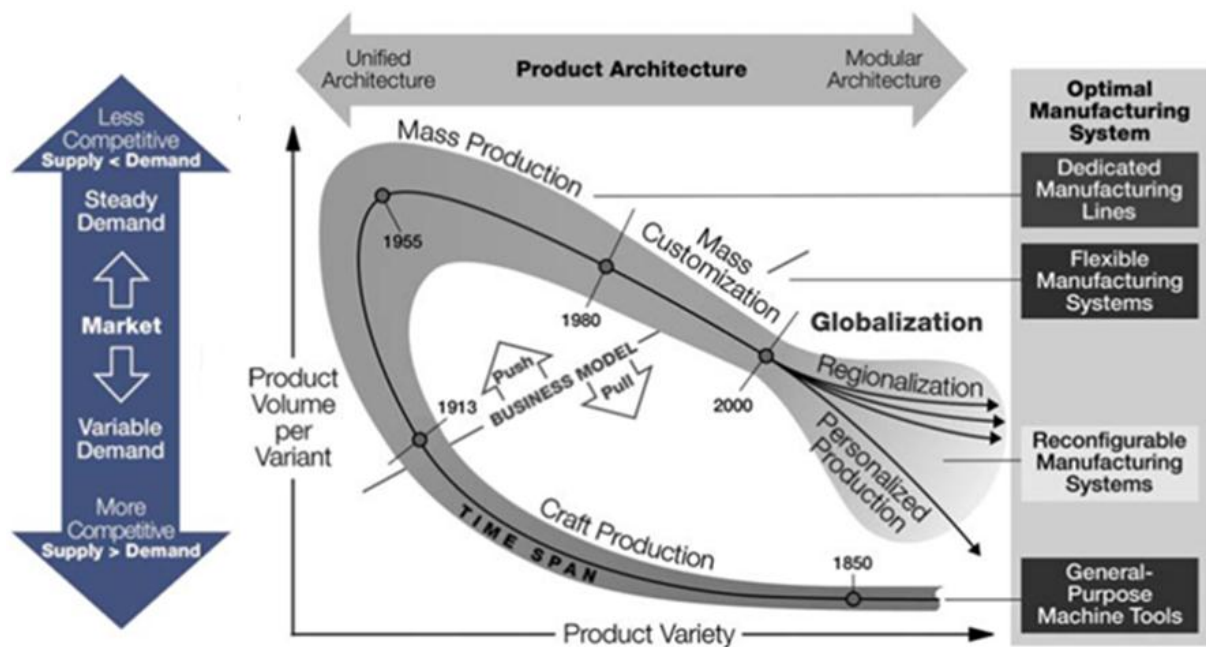 Unified
Architecture
Product Architecture
Modular
Architecture
Less
Competitive
Supply < Demand
Steady
Demand
Market
Variable
Demand
More
Competitive
Supply > Demand
Product
Volume
per
Variant
Mass Production
1955
1980
Mass
Customization
Globalization
Push
BUSINESS MODEL
Pull
1913
2000
Regionalization
Personalized
Production
Craft Production
TIME SPAN
1850
Product Variety
Optimal
Manufacturing
System
Dedicated
Manufacturing
Lines
Flexible
Manufacturing
Systems
Reconfigurable
Manufacturing
Systems
General-
Purpose
Machine Tools